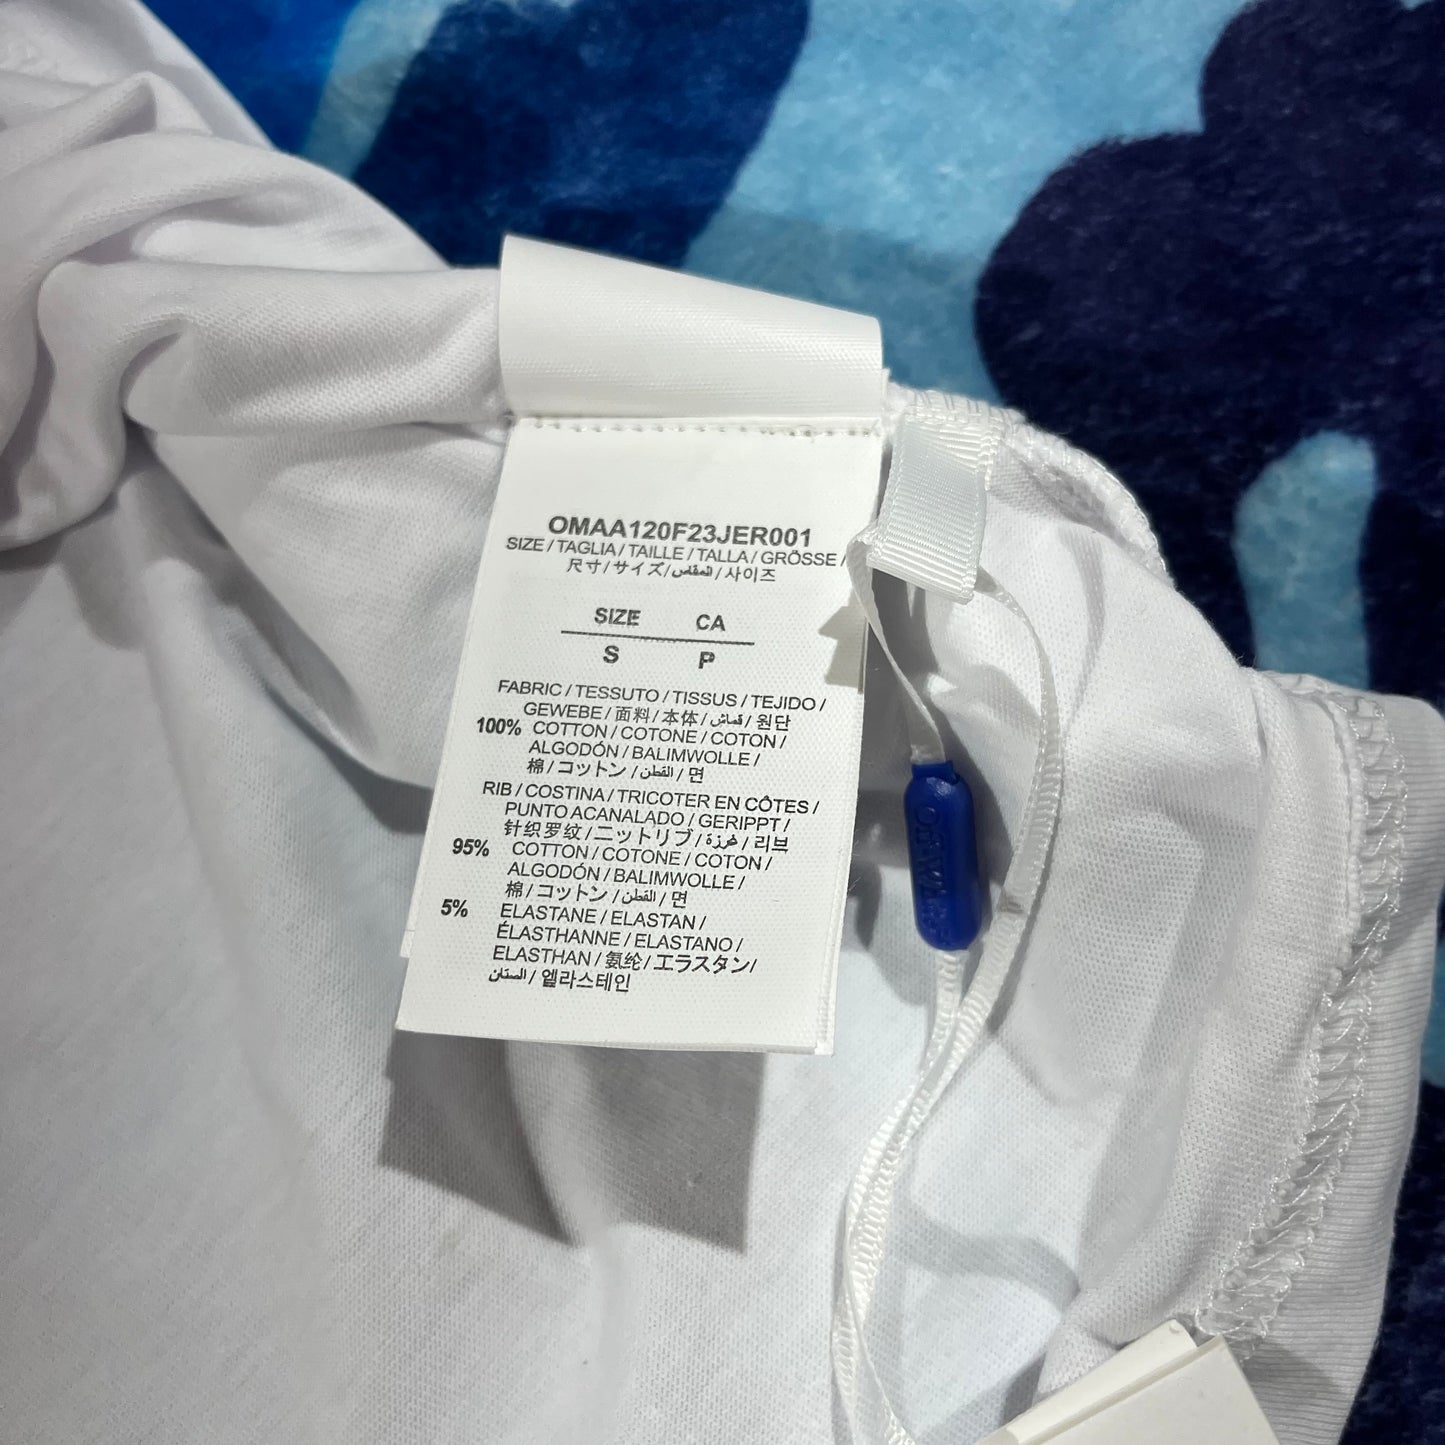 OMAA120F23JER001
SIZE / TAGLIA / TAILLE / TALLA / GRÖSSE /
尺寸 / サイズ / المقاس / 사이즈
SIZE CA
S P
FABRIC / TESSUTO / TISSUS / TEJIDO /
GEWEBE / 面料 / 本体 / قماش / 원단
100% COTTON / COTONE / COTON /
ALGODÓN / BALIMWOLLE /
棉 / コットン / القطن / 면
RIB / COSTINA / TRICOTER EN CÔTES /
PUNTO ACANALADO / GERIPPT /
针织罗纹 / ニットリブ / غرزة / 리브
95% COTTON / COTONE / COTON /
ALGODÓN / BALIMWOLLE /
棉 / コットン / القطن / 면
5% ELASTANE / ELASTAN /
ÉLASTHANNE / ELASTANO /
ELASTHAN / 氨纶 / エラスタン /
الستان / 엘라스테인